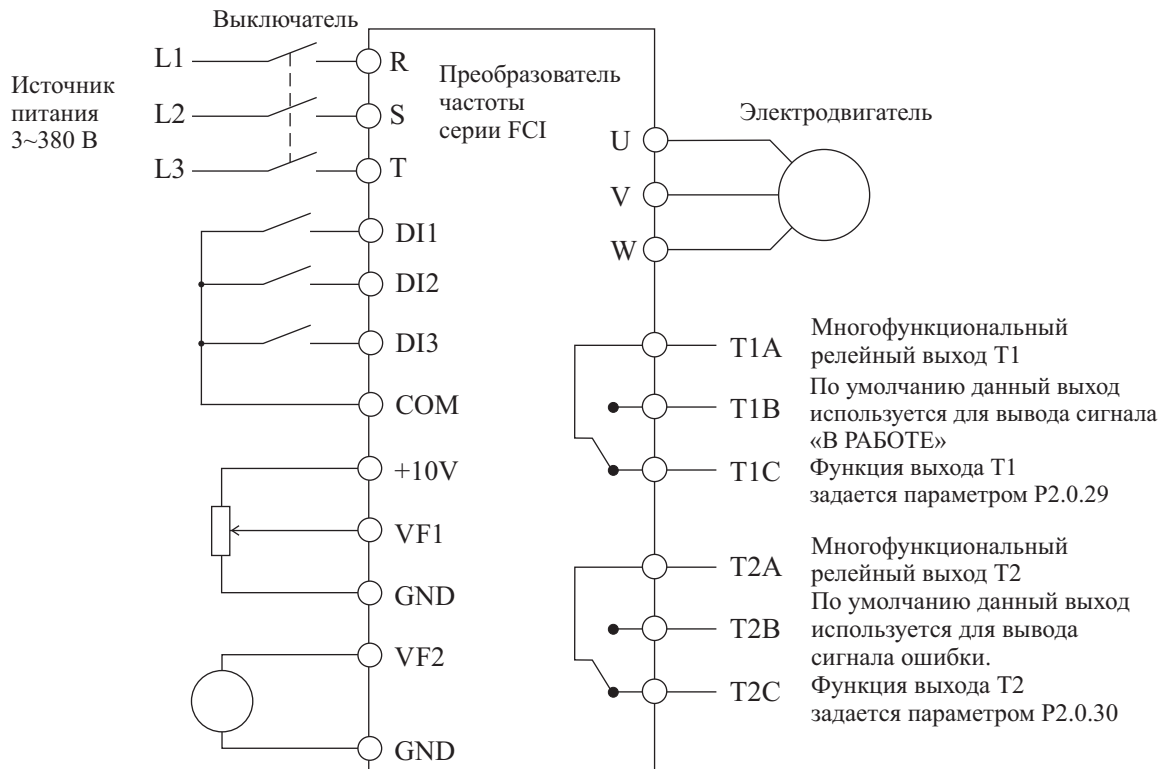 Выключатель
L1
L2
L3
Источник
питания
3~380 В
R
S
T
Преобразователь
частоты
серии FCI
Электродвигатель
U
V
W
DI1
DI2
DI3
COM
+10V
VF1
GND
VF2
GND
T1A
T1B
T1C
Многофункциональный
релейный выход T1
По умолчанию данный выход
используется для вывода сигнала
«В РАБОТЕ»
Функция выхода T1
задается параметром P2.0.29
T2A
T2B
T2C
Многофункциональный
релейный выход T2
По умолчанию данный выход
используется для вывода
сигнала ошибки.
Функция выхода T2
задается параметром P2.0.30